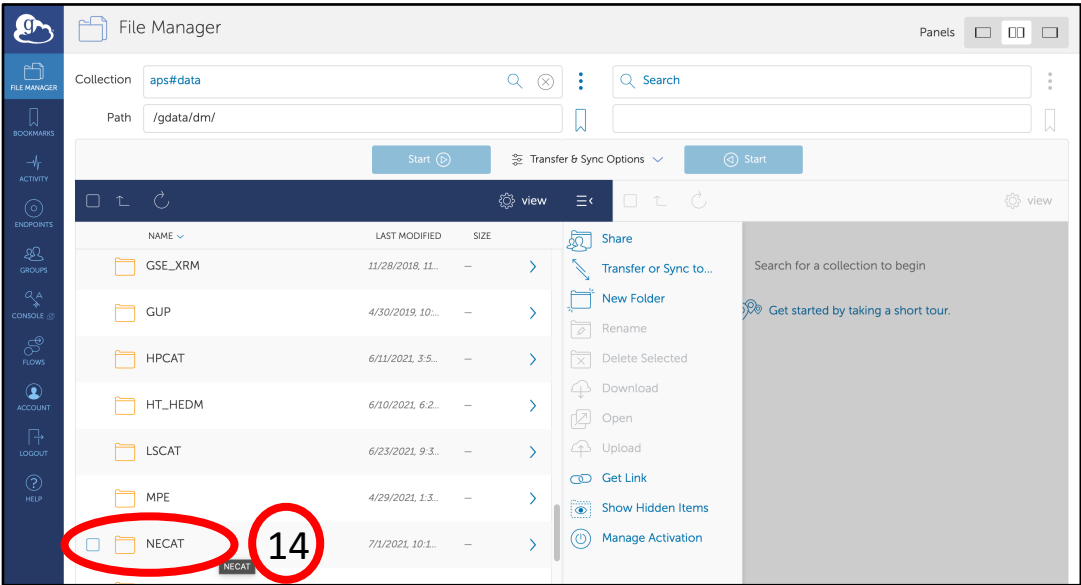 g
File Manager
Panels
FILE MANAGER
BOOKMARKS
ACTIVITY
ENDPOINTS
GROUPS
CONSOLE
FLOWS
ACCOUNT
LOGOUT
HELP
Collection aps#data
Search
Path /gdata/dm/
Start
Transfer & Sync Options
Start
view
view
NAME LAST MODIFIED SIZE
GSE_XRM 11/28/2018, 11... –
GUP 4/30/2019, 10:... –
HPCAT 6/11/2021, 3:5... –
HT_HEDM 6/10/2021, 6:2... –
LSCAT 6/23/2021, 9:3... –
MPE 4/29/2021, 1:3... –
NECAT 7/1/2021, 10:1... –
14
NECAT
Share
Transfer or Sync to...
New Folder
Rename
Delete Selected
Download
Open
Upload
Get Link
Show Hidden Items
Manage Activation
Search for a collection to begin
Get started by taking a short tour.